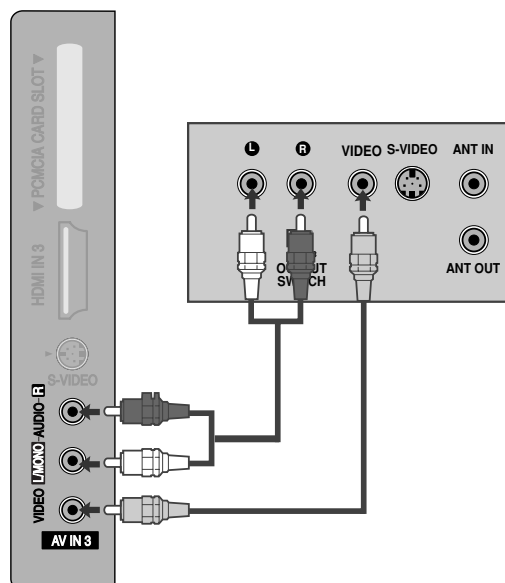 ▼ PCMCIA CARD SLOT ▼
HDMI IN 3
S-VIDEO
VIDEO L/MONO AUDIO R
AV IN 3
L R VIDEO S-VIDEO ANT IN
ANT OUT
SWITCH